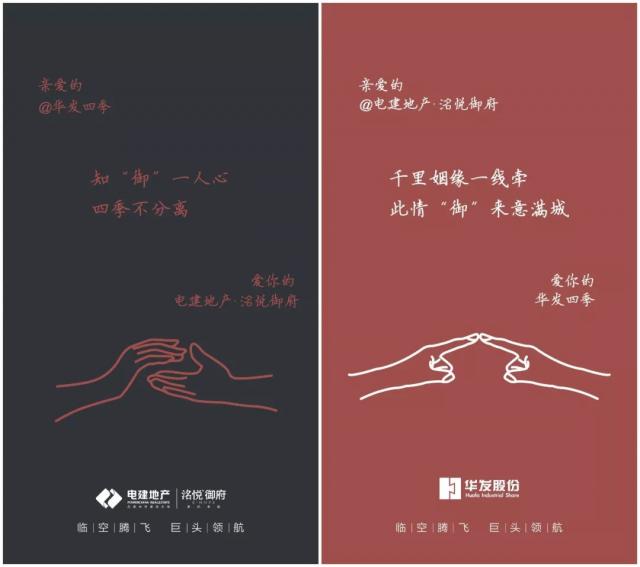 亲爱的
@华发四季
知“御”一人心
四季不分离
爱你的
电建地产·洺悦御府
电建地产
POWERCHINA REAL ESTATE
洺悦御府
临空腾飞 巨头领航
亲爱的
@电建地产·洺悦御府
千里姻缘一线牵
此情“御”来意满城
爱你的
华发四季
华发股份
Huafa Industrial Share
临空腾飞 巨头领航